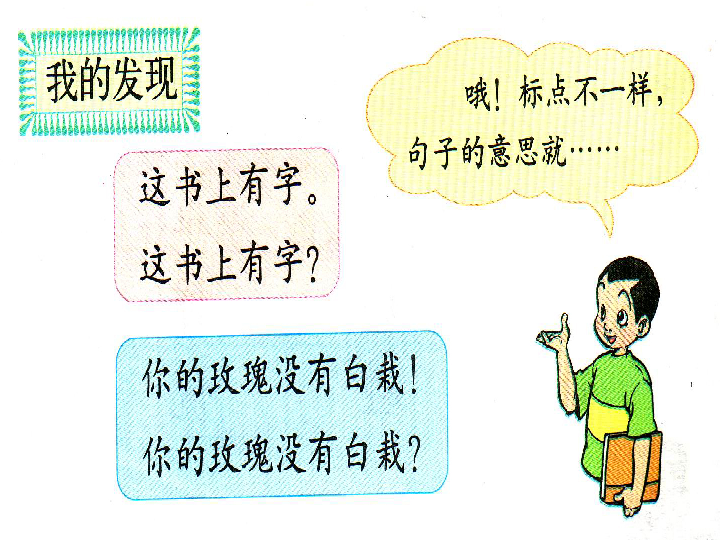 我的发现
哦！标点不一样，
句子的意思就……
这书上有字。
这书上有字？
你的玫瑰没有白栽！
你的玫瑰没有白栽？